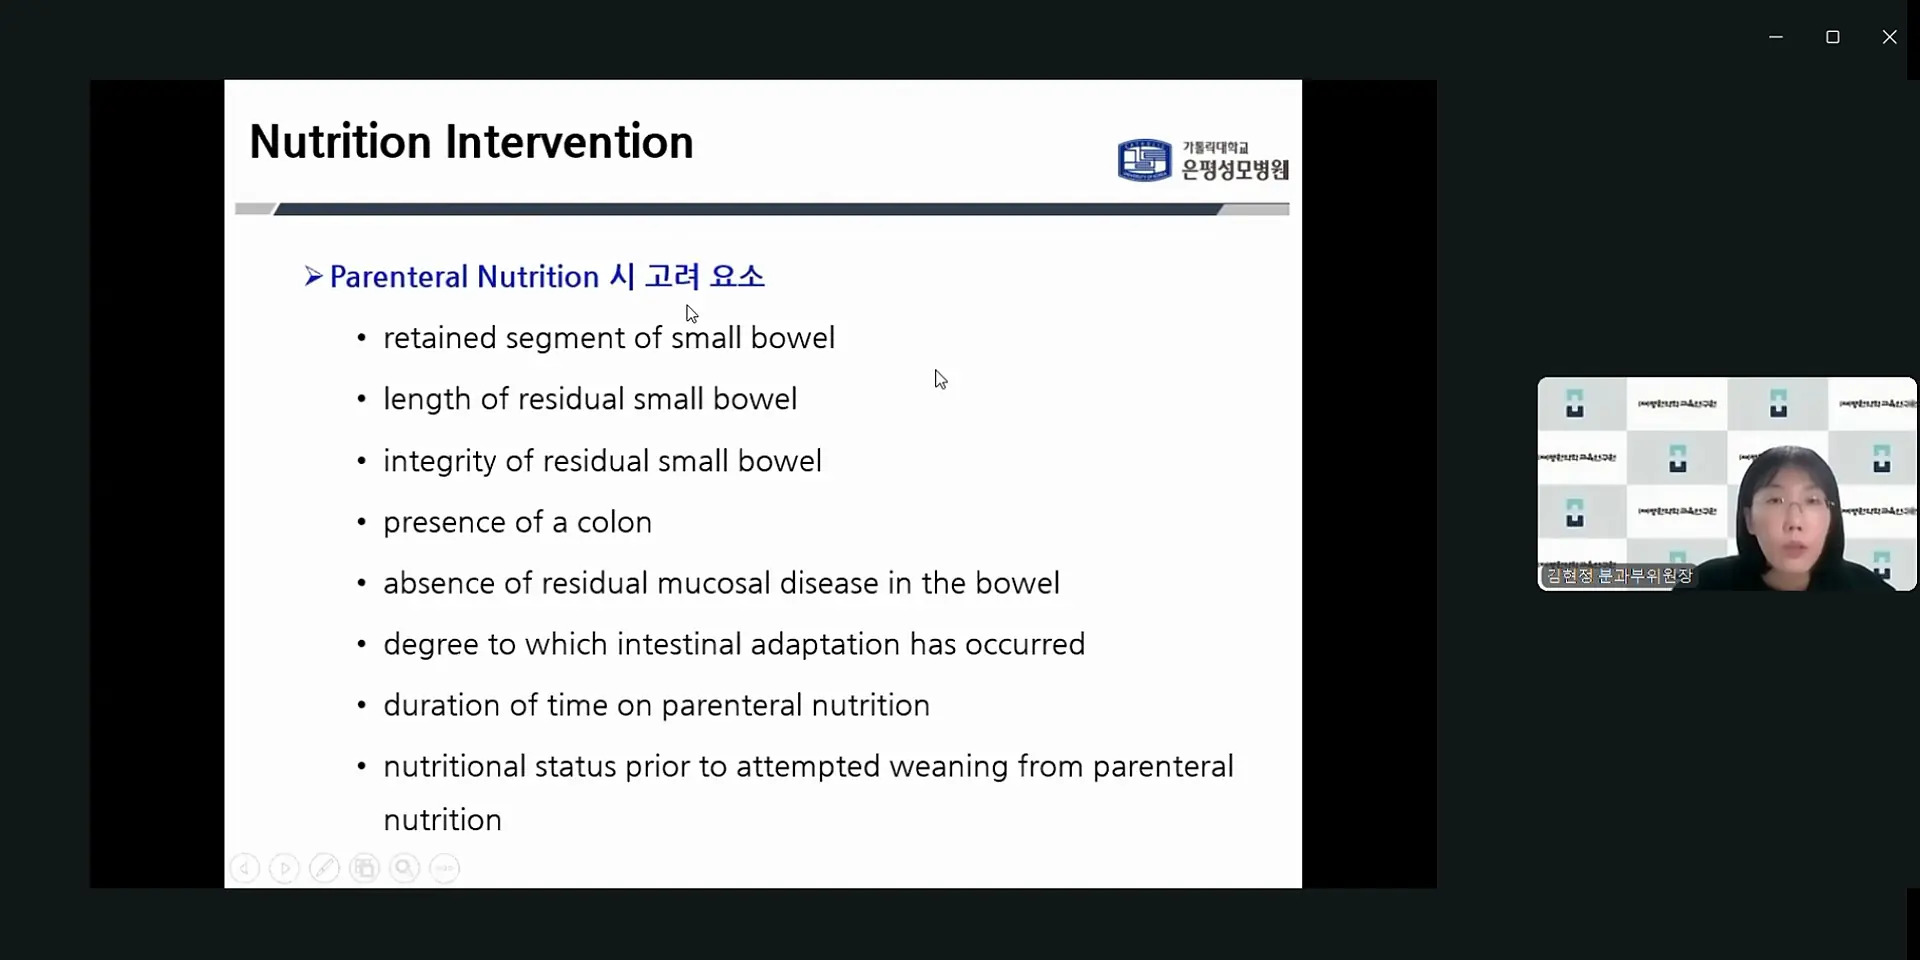 Nutrition Intervention
가톨릭대학교
은평성모병원
Parenteral Nutrition 시 고려 요소
• retained segment of small bowel
• length of residual small bowel
• integrity of residual small bowel
• presence of a colon
• absence of residual mucosal disease in the bowel
• degree to which intestinal adaptation has occurred
• duration of time on parenteral nutrition
• nutritional status prior to attempted weaning from parenteral
nutrition
김현정 분과부위원장